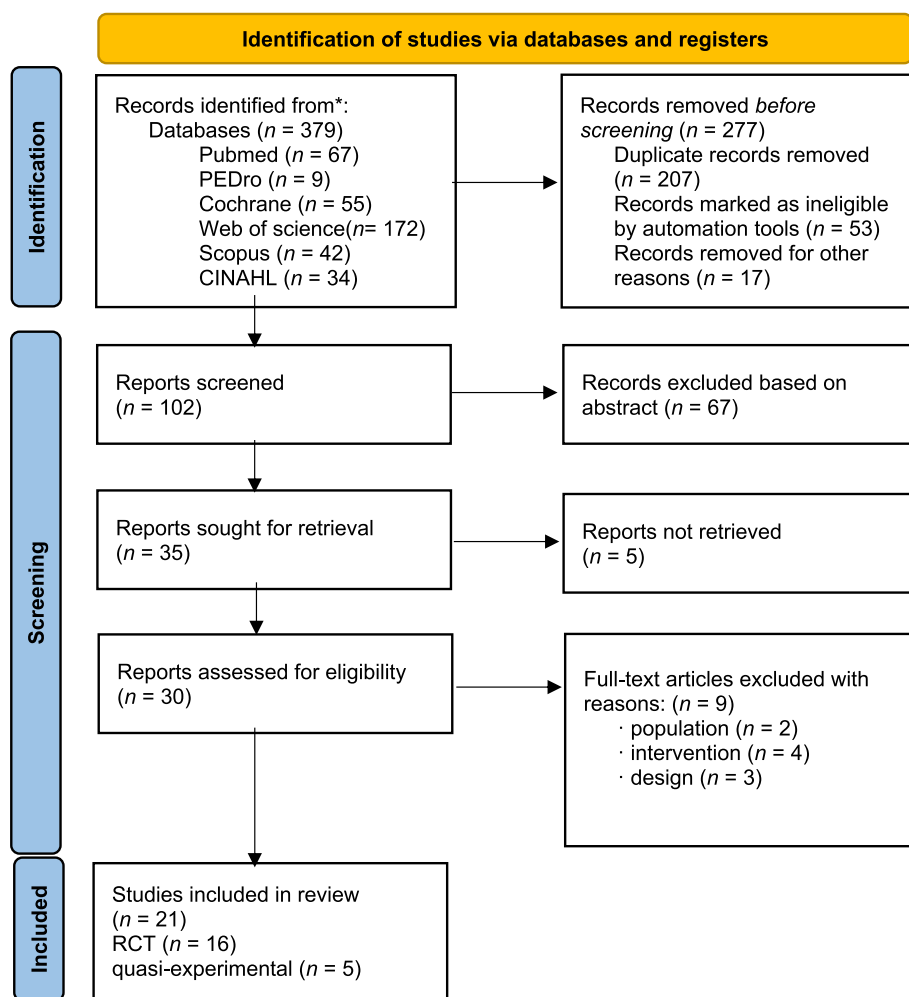 Identification of studies via databases and registers
Identification
Records identified from*:
Databases (n = 379)
Pubmed (n = 67)
PEDro (n = 9)
Cochrane (n = 55)
Web of science(n= 172)
Scopus (n = 42)
CINAHL (n = 34)
Records removed before
screening (n = 277)
Duplicate records removed
(n = 207)
Records marked as ineligible
by automation tools (n = 53)
Records removed for other
reasons (n = 17)
Screening
Reports screened
(n = 102)
Records excluded based on
abstract (n = 67)
Reports sought for retrieval
(n = 35)
Reports not retrieved
(n = 5)
Reports assessed for eligibility
(n = 30)
Full-text articles excluded with
reasons: (n = 9)
· population (n = 2)
· intervention (n = 4)
· design (n = 3)
Included
Studies included in review
(n = 21)
RCT (n = 16)
quasi-experimental (n = 5)